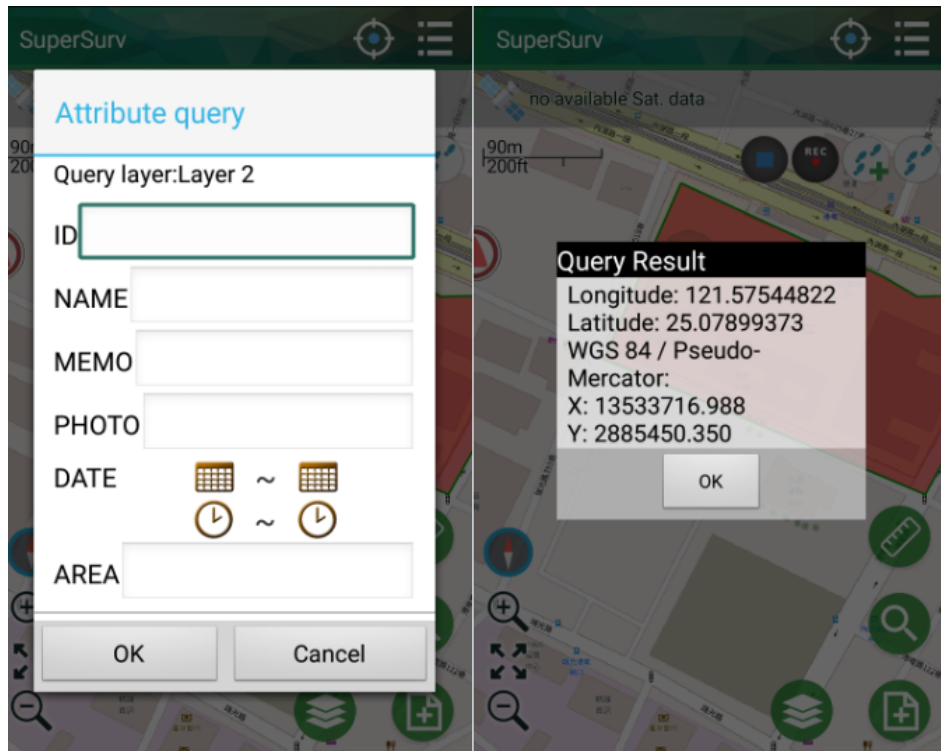 SuperSurv
Attribute query
90m
200
Query layer:Layer 2
ID
NAME
MEMO
PHOTO
DATE
~
~
AREA
OK Cancel
SuperSurv
no available Sat. data
90m
200ft
REC
Query Result
Longitude: 121.57544822
Latitude: 25.07899373
WGS 84 / Pseudo-
Mercator:
X: 13533716.988
Y: 2885450.350
OK